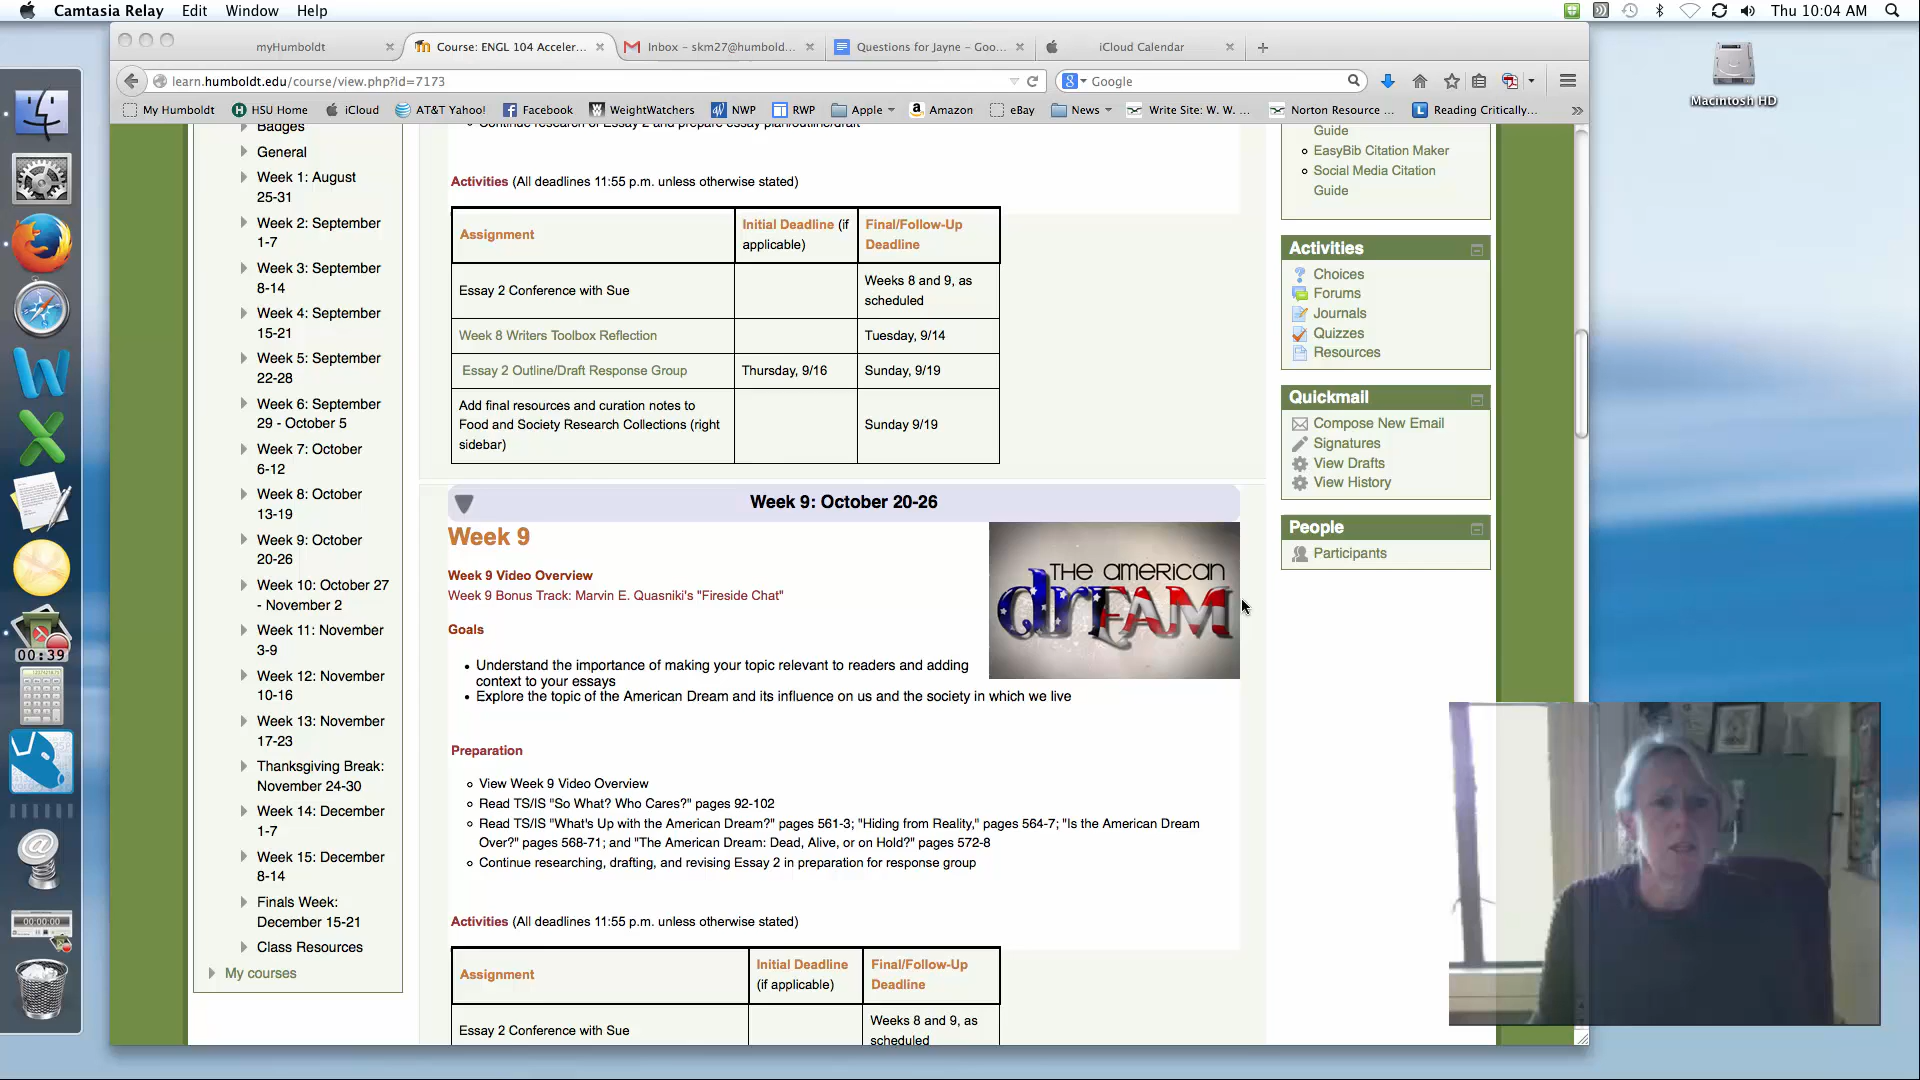 Camtasia Relay Edit Window Help
Thu 10:04 AM
myHumboldt
Course: ENGL 104 Acceler...
Inbox – skm27@humbold...
Questions for Jayne – Goo...
iCloud Calendar
learn.humboldt.edu/course/view.php?id=7173
Google
My Humboldt
HSU Home
iCloud
AT&T Yahoo!
Facebook
WeightWatchers
NWP
RWP
Apple
Amazon
eBay
News
Write Site: W. W. ...
Norton Resource ...
Reading Critically...
Macintosh HD
00:39
Badges
General
Week 1: August
25-31
Week 2: September
1-7
Week 3: September
8-14
Week 4: September
15-21
Week 5: September
22-28
Week 6: September
29 - October 5
Week 7: October
6-12
Week 8: October
13-19
Week 9: October
20-26
Week 10: October 27
- November 2
Week 11: November
3-9
Week 12: November
10-16
Week 13: November
17-23
Thanksgiving Break:
November 24-30
Week 14: December
1-7
Week 15: December
8-14
Finals Week:
December 15-21
Class Resources
My courses
Continue research of Essay 2 and prepare essay plan/outline/draft
Activities (All deadlines 11:55 p.m. unless otherwise stated)
Assignment
Initial Deadline (if
applicable)
Final/Follow-Up
Deadline
Essay 2 Conference with Sue
Weeks 8 and 9, as
scheduled
Week 8 Writers Toolbox Reflection
Tuesday, 9/14
Essay 2 Outline/Draft Response Group
Thursday, 9/16
Sunday, 9/19
Add final resources and curation notes to
Food and Society Research Collections (right
sidebar)
Sunday 9/19
Week 9: October 20-26
Week 9
Week 9 Video Overview
Week 9 Bonus Track: Marvin E. Quasniki's "Fireside Chat"
THE american
dream
Goals
Understand the importance of making your topic relevant to readers and adding
context to your essays
Explore the topic of the American Dream and its influence on us and the society in which we live
Preparation
View Week 9 Video Overview
Read TS/IS "So What? Who Cares?" pages 92-102
Read TS/IS "What's Up with the American Dream?" pages 561-3; "Hiding from Reality," pages 564-7; "Is the American Dream
Over?" pages 568-71; and "The American Dream: Dead, Alive, or on Hold?" pages 572-8
Continue researching, drafting, and revising Essay 2 in preparation for response group
Activities (All deadlines 11:55 p.m. unless otherwise stated)
Assignment
Initial Deadline
(if applicable)
Final/Follow-Up
Deadline
Essay 2 Conference with Sue
Weeks 8 and 9, as
scheduled
Guide
EasyBib Citation Maker
Social Media Citation
Guide
Activities
Choices
Forums
Journals
Quizzes
Resources
Quickmail
Compose New Email
Signatures
View Drafts
View History
People
Participants